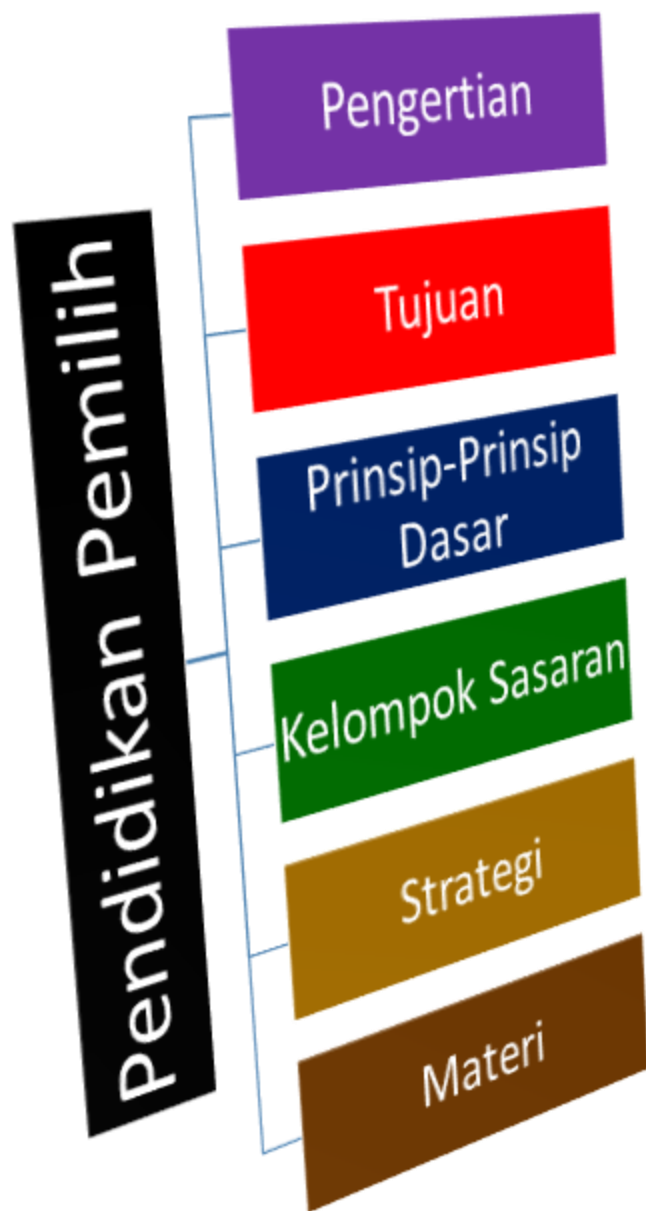 Pendidikan Pemilih
Pengertian
Tujuan
Prinsip-Prinsip
Dasar
Kelompok Sasaran
Strategi
Materi